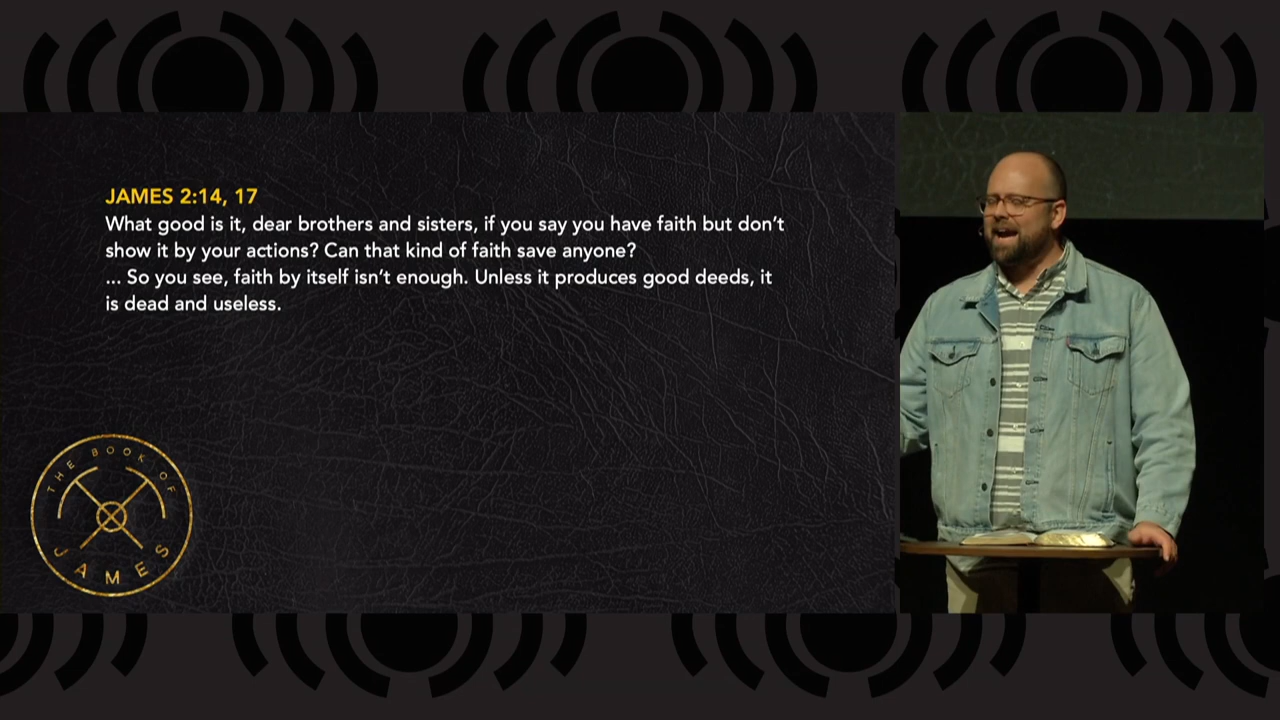 JAMES 2:14, 17
What good is it, dear brothers and sisters, if you say you have faith but don’t
show it by your actions? Can that kind of faith save anyone?
... So you see, faith by itself isn’t enough. Unless it produces good deeds, it
is dead and useless.
THE BOOK OF
JAMES